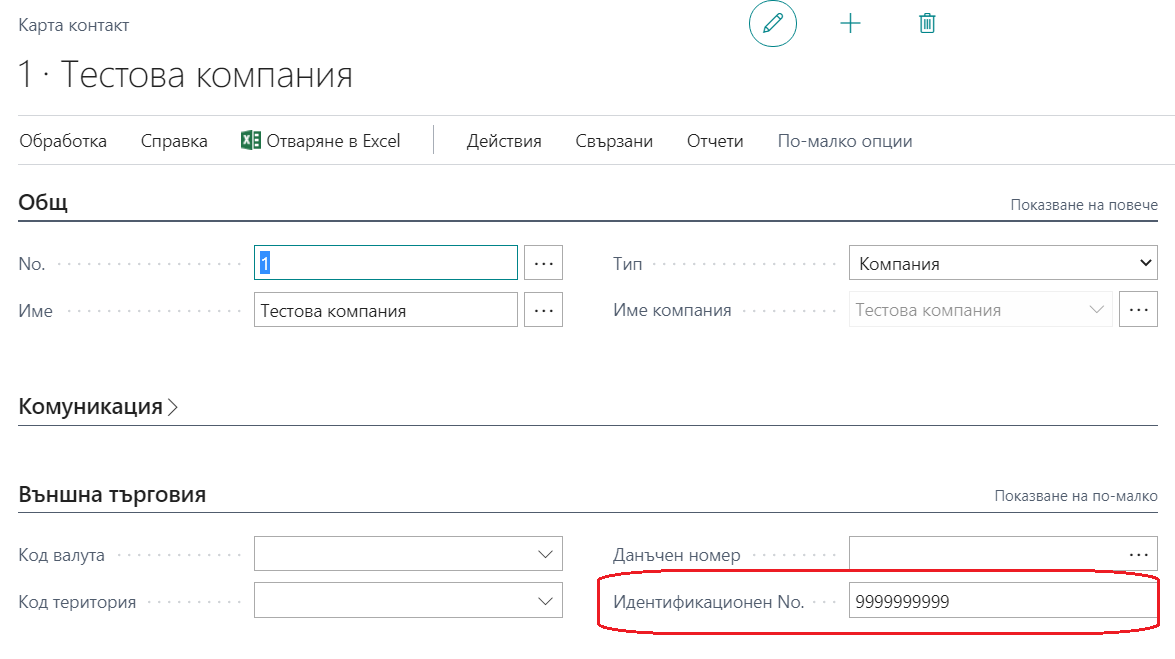 Карта контакт
1 · Тестова компания
Обработка Справка Отваряне в Excel Действия Свързани Отчети По-малко опции
Общ Показване на повече
No. 1 Тип Компания
Име Тестова компания Име компания Тестова компания
Комуникация
Външна търговия Показване на по-малко
Код валута Данъчен номер
Код територия Идентификационен No. 9999999999